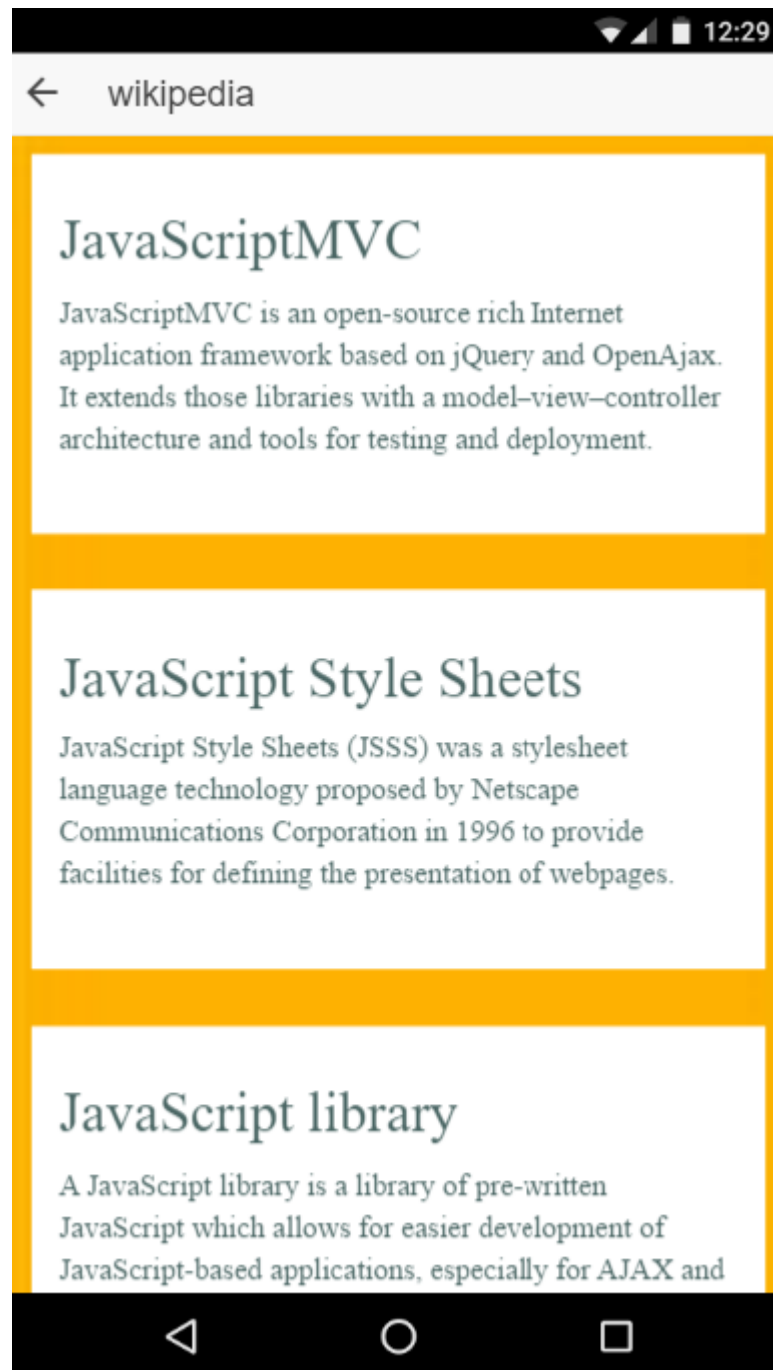 12:29
wikipedia
JavaScriptMVC
JavaScriptMVC is an open-source rich Internet
application framework based on jQuery and OpenAjax.
It extends those libraries with a model–view–controller
architecture and tools for testing and deployment.
JavaScript Style Sheets
JavaScript Style Sheets (JSSS) was a stylesheet
language technology proposed by Netscape
Communications Corporation in 1996 to provide
facilities for defining the presentation of webpages.
JavaScript library
A JavaScript library is a library of pre-written
JavaScript which allows for easier development of
JavaScript-based applications, especially for AJAX and